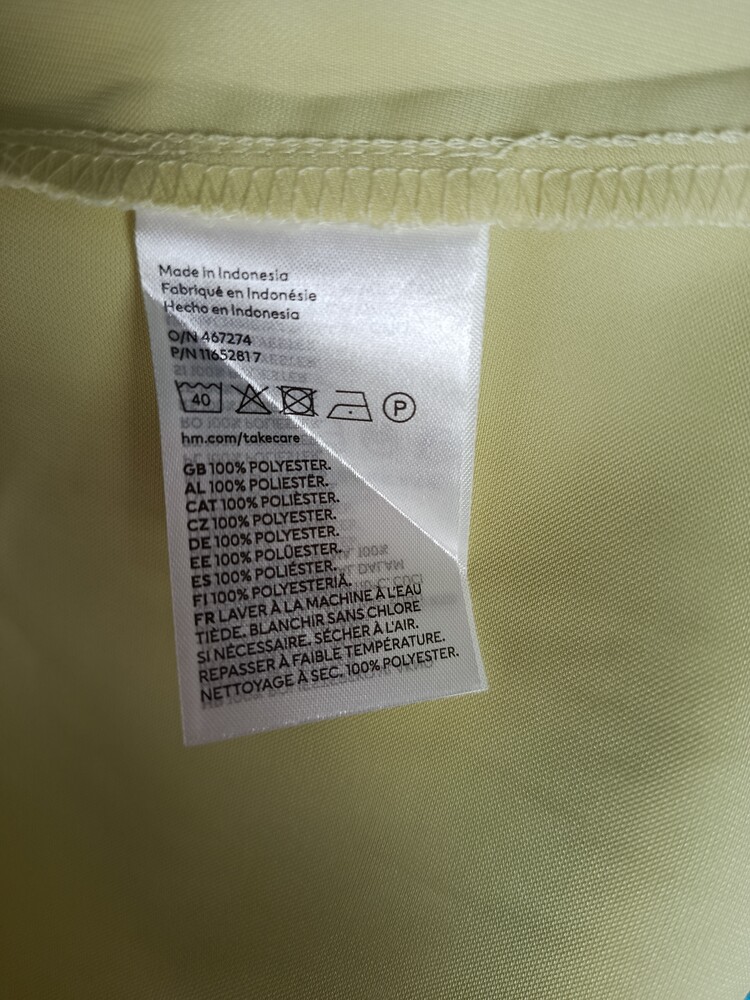 Made in Indonesia
Fabriqué en Indonésie
Hecho en Indonesia
O/N 467274
P/N 11652817
40
P
hm.com/takecare
GB 100% POLYESTER.
AL 100% POLIESTËR.
CAT 100% POLIÈSTER.
CZ 100% POLYESTER.
DE 100% POLYESTER.
EE 100% POLÜESTER.
ES 100% POLIÉSTER.
FI 100% POLYESTERIÄ.
FR LAVER À LA MACHINE À L'EAU
TIÈDE. BLANCHIR SANS CHLORE
SI NÉCESSAIRE. SÉCHER À L'AIR.
REPASSER À FAIBLE TEMPÉRATURE.
NETTOYAGE À SEC. 100% POLYESTER.